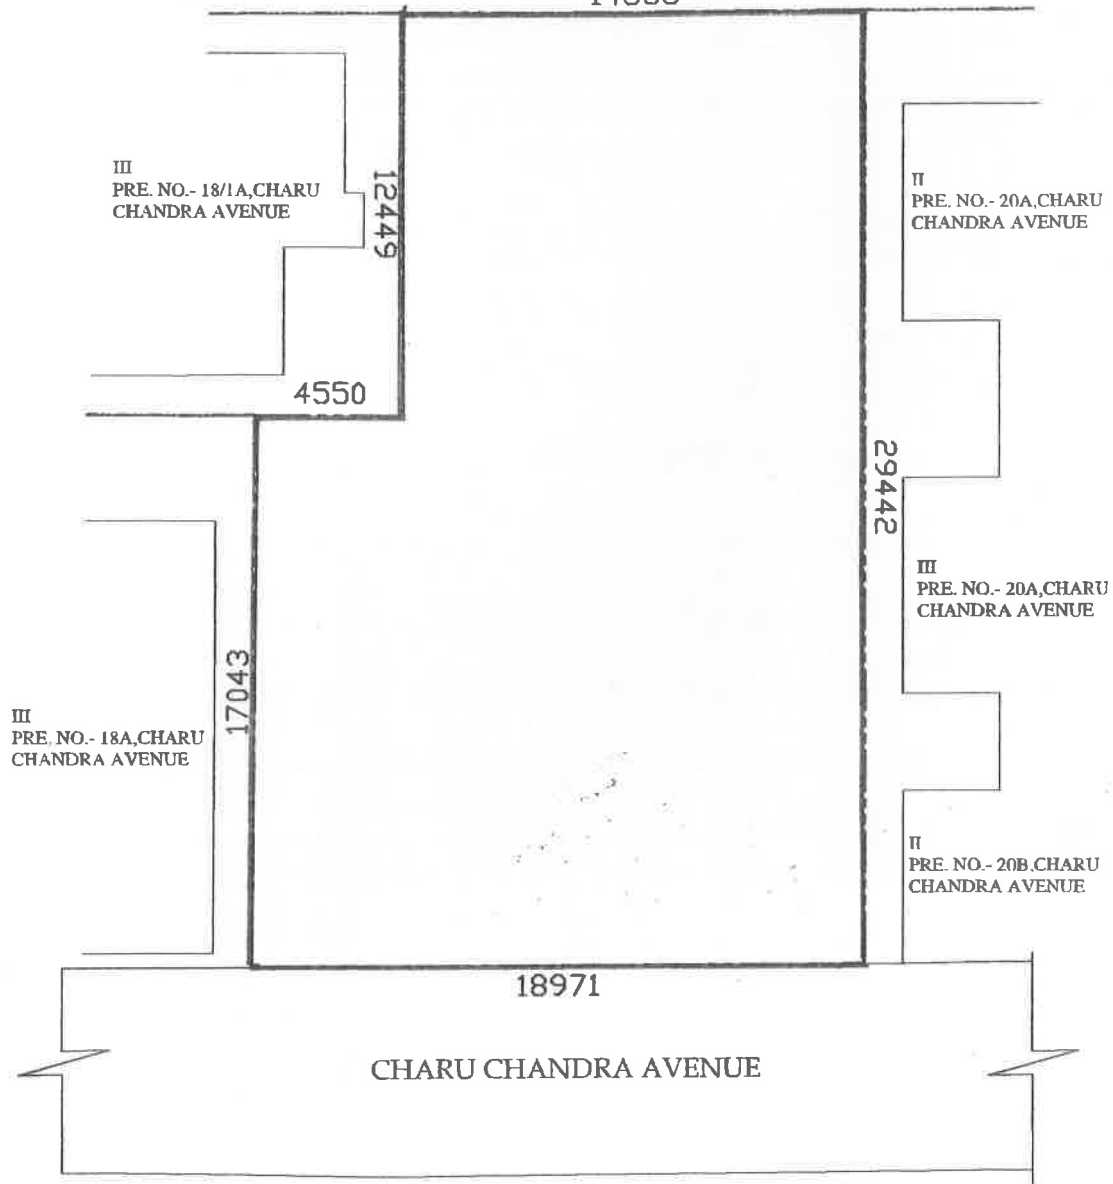 III
PRE. NO.- 18/1A,CHARU
CHANDRA AVENUE
12449
II
PRE. NO.- 20A,CHARU
CHANDRA AVENUE
4550
29442
III
PRE. NO.- 20A,CHARU
CHANDRA AVENUE
17043
III
PRE. NO.- 18A,CHARU
CHANDRA AVENUE
II
PRE. NO.- 20B,CHARU
CHANDRA AVENUE
18971
CHARU CHANDRA AVENUE